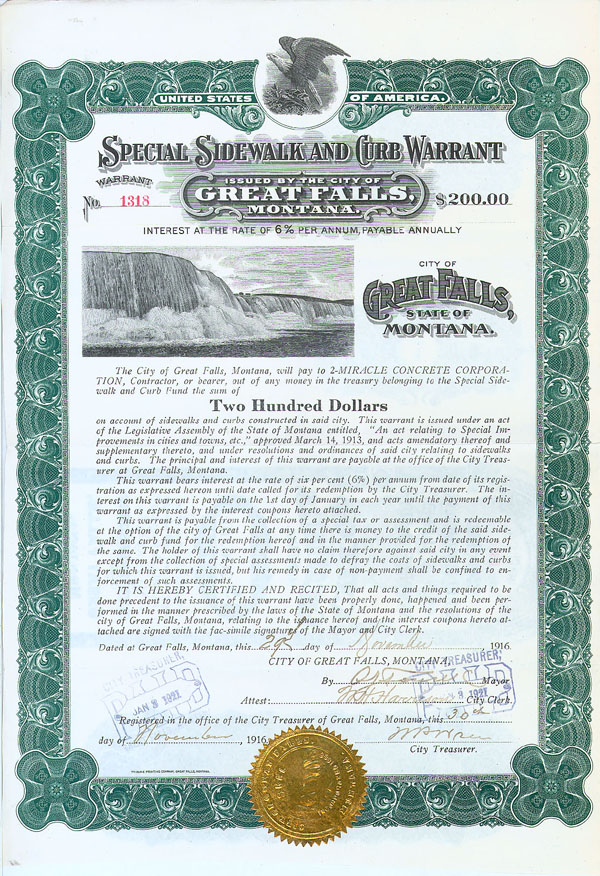 UNITED STATES OF AMERICA
SPECIAL SIDEWALK AND CURB WARRANT
WARRANT
No. 1318
ISSUED BY THE CITY OF
GREAT FALLS,
MONTANA.
$200.00
INTEREST AT THE RATE OF 6% PER ANNUM, PAYABLE ANNUALLY
CITY OF
GREAT FALLS,
STATE OF
MONTANA.
The City of Great Falls, Montana, will pay to 2-MIRACLE CONCRETE CORPORA-
TION, Contractor, or bearer, out of any money in the treasury belonging to the Special Side-
walk and Curb Fund the sum of
Two Hundred Dollars
on account of sidewalks and curbs constructed in said city. This warrant is issued under an act
of the Legislative Assembly of the State of Montana entitled, "An act relating to Special Im-
provements in cities and towns, etc.," approved March 14, 1913, and acts amendatory thereof and
supplementary thereto, and under resolutions and ordinances of said city relating to sidewalks
and curbs. The principal and interest of this warrant are payable at the office of the City Treas-
urer at Great Falls, Montana.
This warrant bears interest at the rate of six per cent (6%) per annum from date of its regis-
tration as expressed hereon until date called for its redemption by the City Treasurer. The in-
terest on this warrant is payable on the 1st day of January in each year until the payment of this
warrant as expressed by the interest coupons hereto attached.
This warrant is payable from the collection of a special tax or assessment and is redeemable
at the option of the city of Great Falls at any time there is money to the credit of the said side-
walk and curb fund for the redemption hereof and in the manner provided for the redemption of
the same. The holder of this warrant shall have no claim therefore against said city in any event
except from the collection of special assessments made to defray the costs of sidewalks and curbs
for which this warrant is issued, but his remedy in case of non-payment shall be confined to en-
forcement of such assessments.
IT IS HEREBY CERTIFIED AND RECITED, That all acts and things required to be
done precedent to the issuance of this warrant have been properly done, happened and been per-
formed in the manner prescribed by the laws of the State of Montana and the resolutions of the
city of Great Falls, Montana, relating to the issuance hereof and the interest coupons hereto at-
tached are signed with the fac-simile signature of the Mayor and City Clerk.
Dated at Great Falls, Montana, this 29th day of November 1916.
CITY OF GREAT FALLS, MONTANA,
By Mayor
Attest: City Clerk.
CITY TREASURER,
PAID
JAN 8 1921
CITY TREASURER,
PAID
JAN 8 1921
Registered in the office of the City Treasurer of Great Falls, Montana, this 30th
day of November, 1916.
City Treasurer.
TRIBUNE PRINTING COMPANY, GREAT FALLS, MONTANA